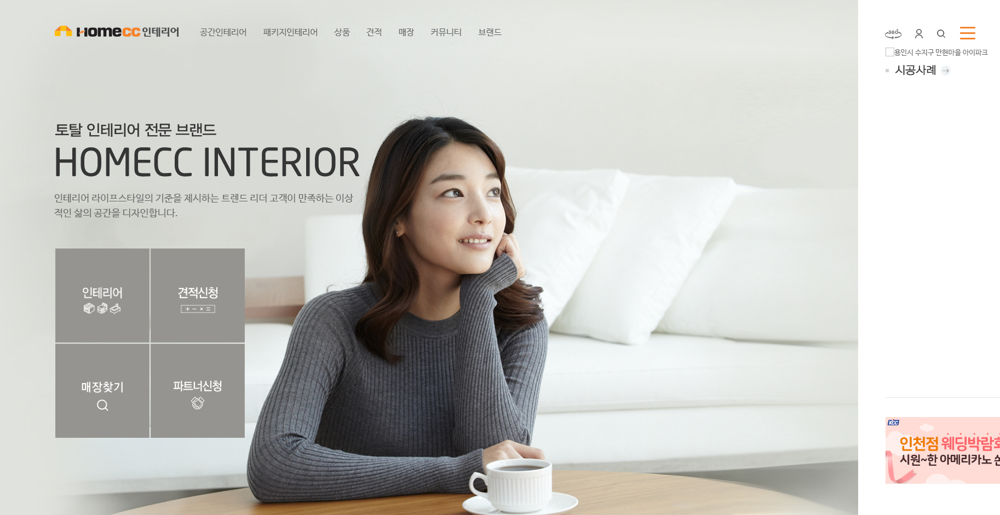 Homecc인테리어
공간인테리어 패키지인테리어 상품 견적 매장 커뮤니티 브랜드
360
용인시 수지구 만현마을 아이파크
시공사례
토탈 인테리어 전문 브랜드
HOMECC INTERIOR
인테리어 라이프스타일의 기준을 제시하는 트렌드 리더 고객이 만족하는 이상
적인 삶의 공간을 디자인합니다.
인테리어
견적신청
매장찾기
파트너신청
KCC
인천점 웨딩박람회
시원~한 아메리카노